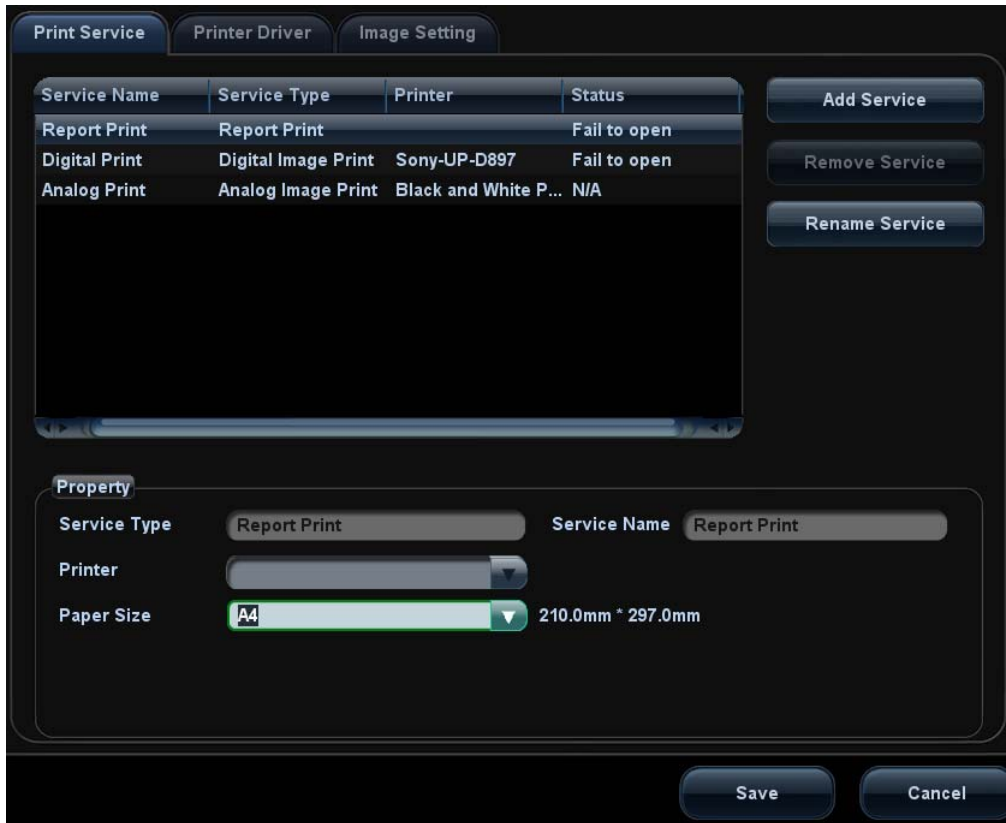 Print Service Printer Driver Image Setting
Service Name Service Type Printer Status
Add Service
Report Print Report Print Fail to open
Digital Print Digital Image Print Sony-UP-D897 Fail to open
Remove Service
Analog Print Analog Image Print Black and White P... N/A
Rename Service
Property
Service Type Report Print Service Name Report Print
Printer
Paper Size A4 210.0mm * 297.0mm
Save Cancel